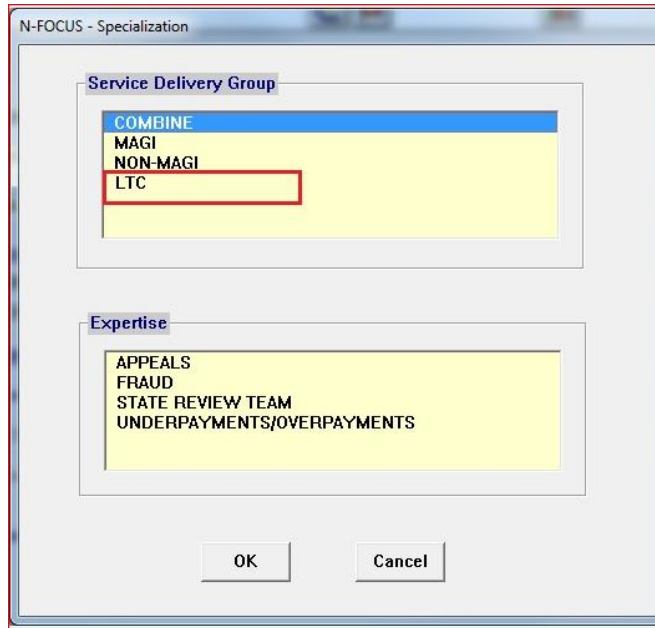 N-FOCUS - Specialization
Service Delivery Group
COMBINE
MAGI
NON-MAGI
LTC
Expertise
APPEALS
FRAUD
STATE REVIEW TEAM
UNDERPAYMENTS/OVERPAYMENTS
OK
Cancel